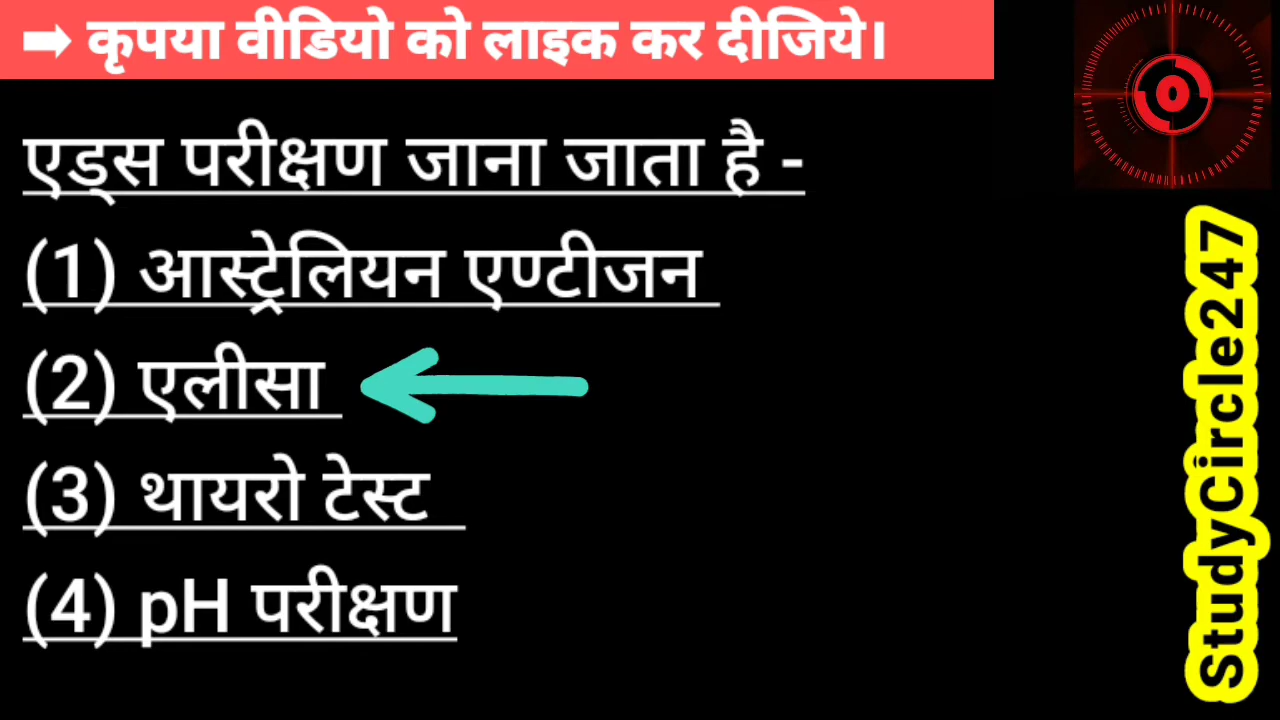 ➡ कृपया वीडियो को लाइक कर दीजिये।
एड्स परीक्षण जाना जाता है -
(1) आस्ट्रेलियन एण्टीजन
(2) एलीसा
(3) थायरो टेस्ट
(4) pH परीक्षण
0
StudyCircle247